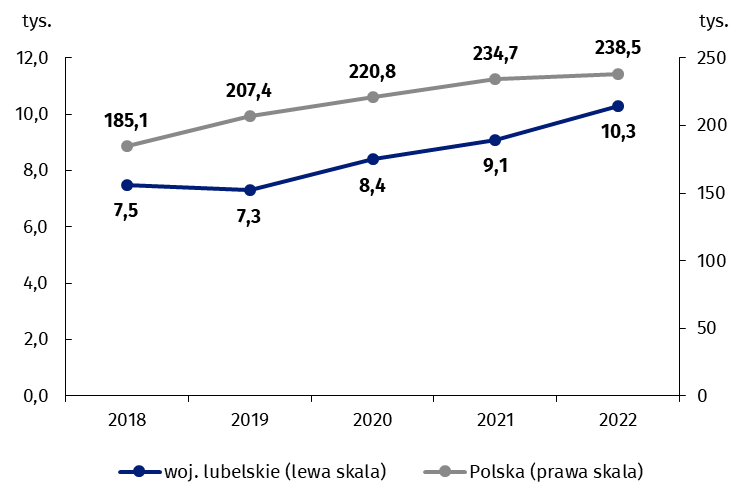 tys. tys.
12,0 250
10,0 200
8,0 150
6,0 100
4,0 50
2,0 0
0,0
185,1 207,4 220,8 234,7 238,5
7,5 7,3 8,4 9,1 10,3
2018 2019 2020 2021 2022
woj. lubelskie (lewa skala) Polska (prawa skala)